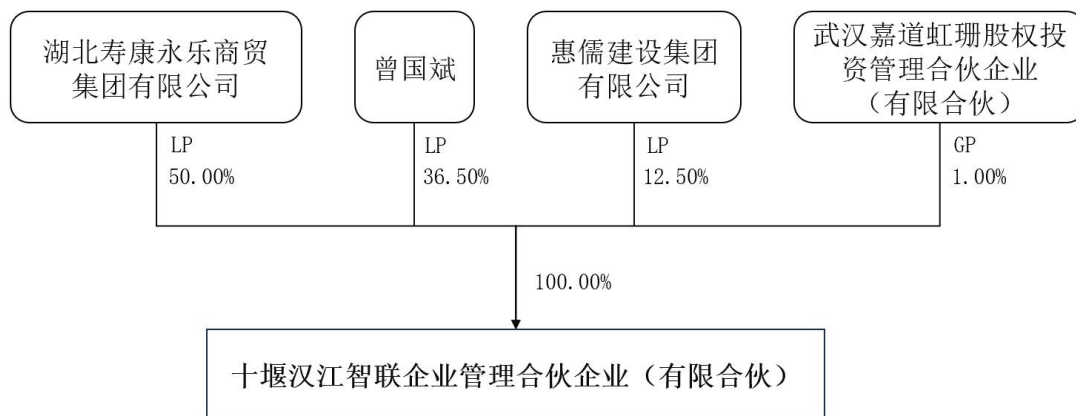 湖北寿康永乐商贸
集团有限公司
曾国斌
惠儒建设集团
有限公司
武汉嘉道虹珊股权投
资管理合伙企业
（有限合伙）
LP
50.00%
LP
36.50%
LP
12.50%
GP
1.00%
100.00%
十堰汉江智联企业管理合伙企业（有限合伙）